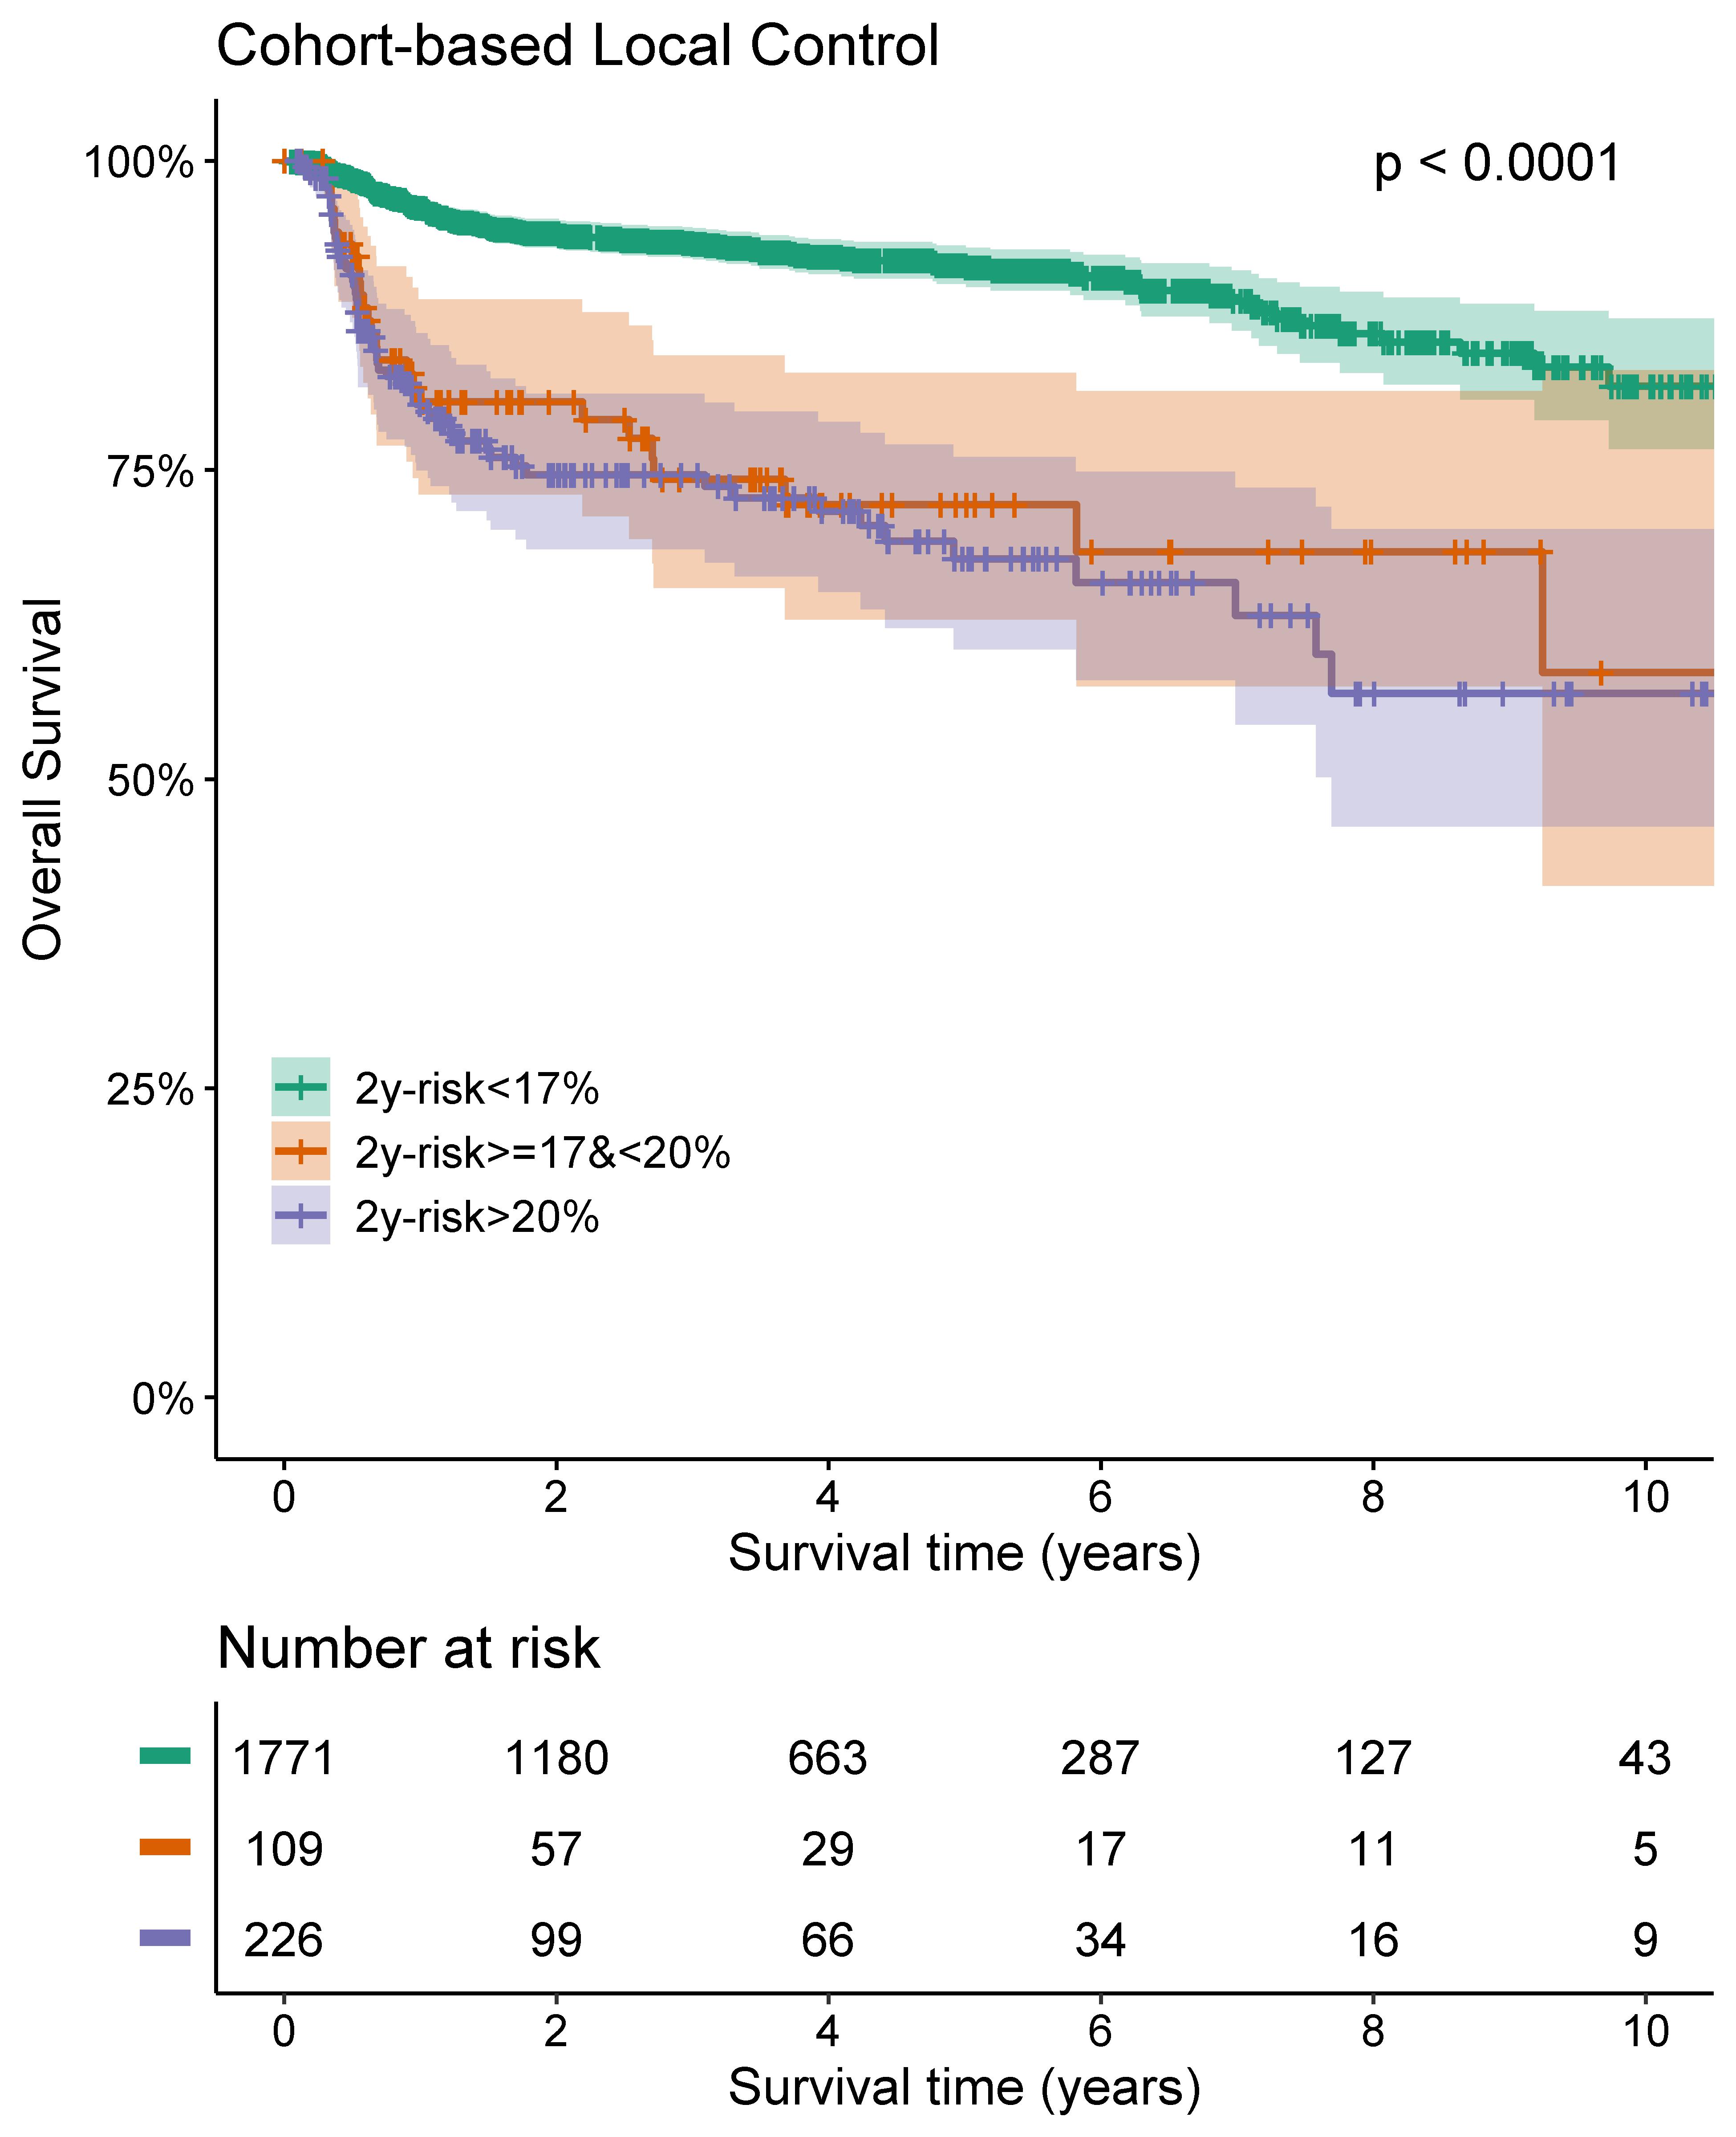 Cohort-based Local Control
p < 0.0001
100%
75%
50%
25%
0%
Overall Survival
2y-risk<17%
2y-risk>=17&<20%
2y-risk>20%
0 2 4 6 8 10
Survival time (years)
Number at risk
1771 1180 663 287 127 43
109 57 29 17 11 5
226 99 66 34 16 9
0 2 4 6 8 10
Survival time (years)